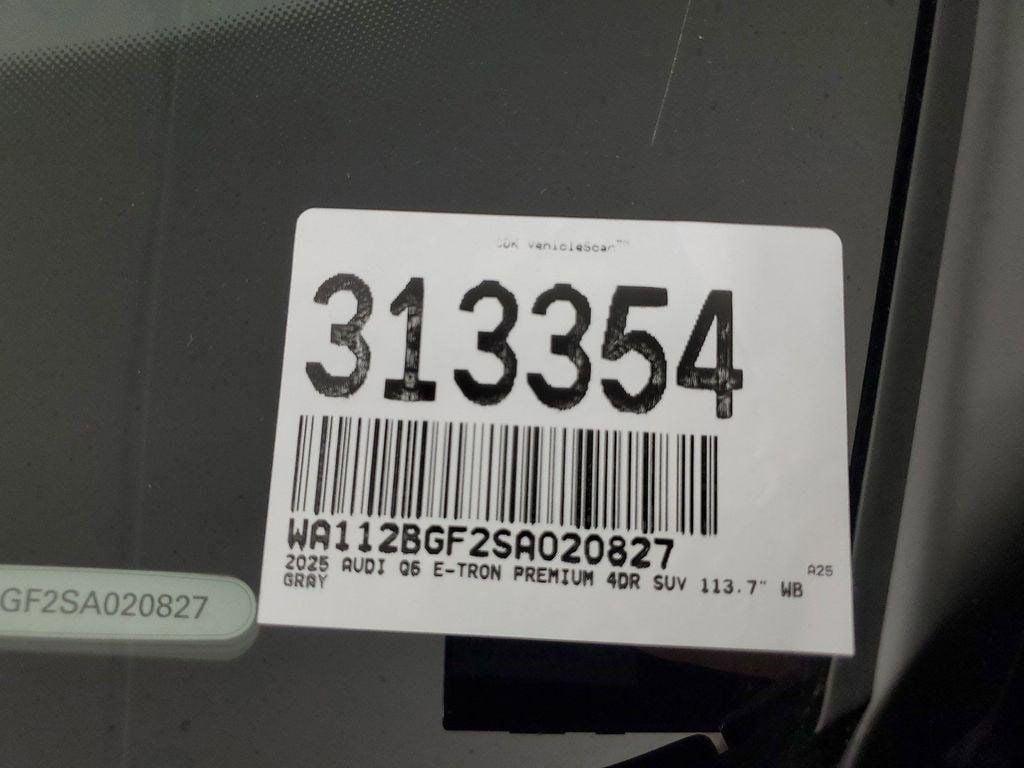 CDK VehicleScan™
313354
WA112BGF2SA020827
2025 AUDI Q6 E-TRON PREMIUM 4DR SUV 113.7" WB
A25
GRAY
GF2SA020827